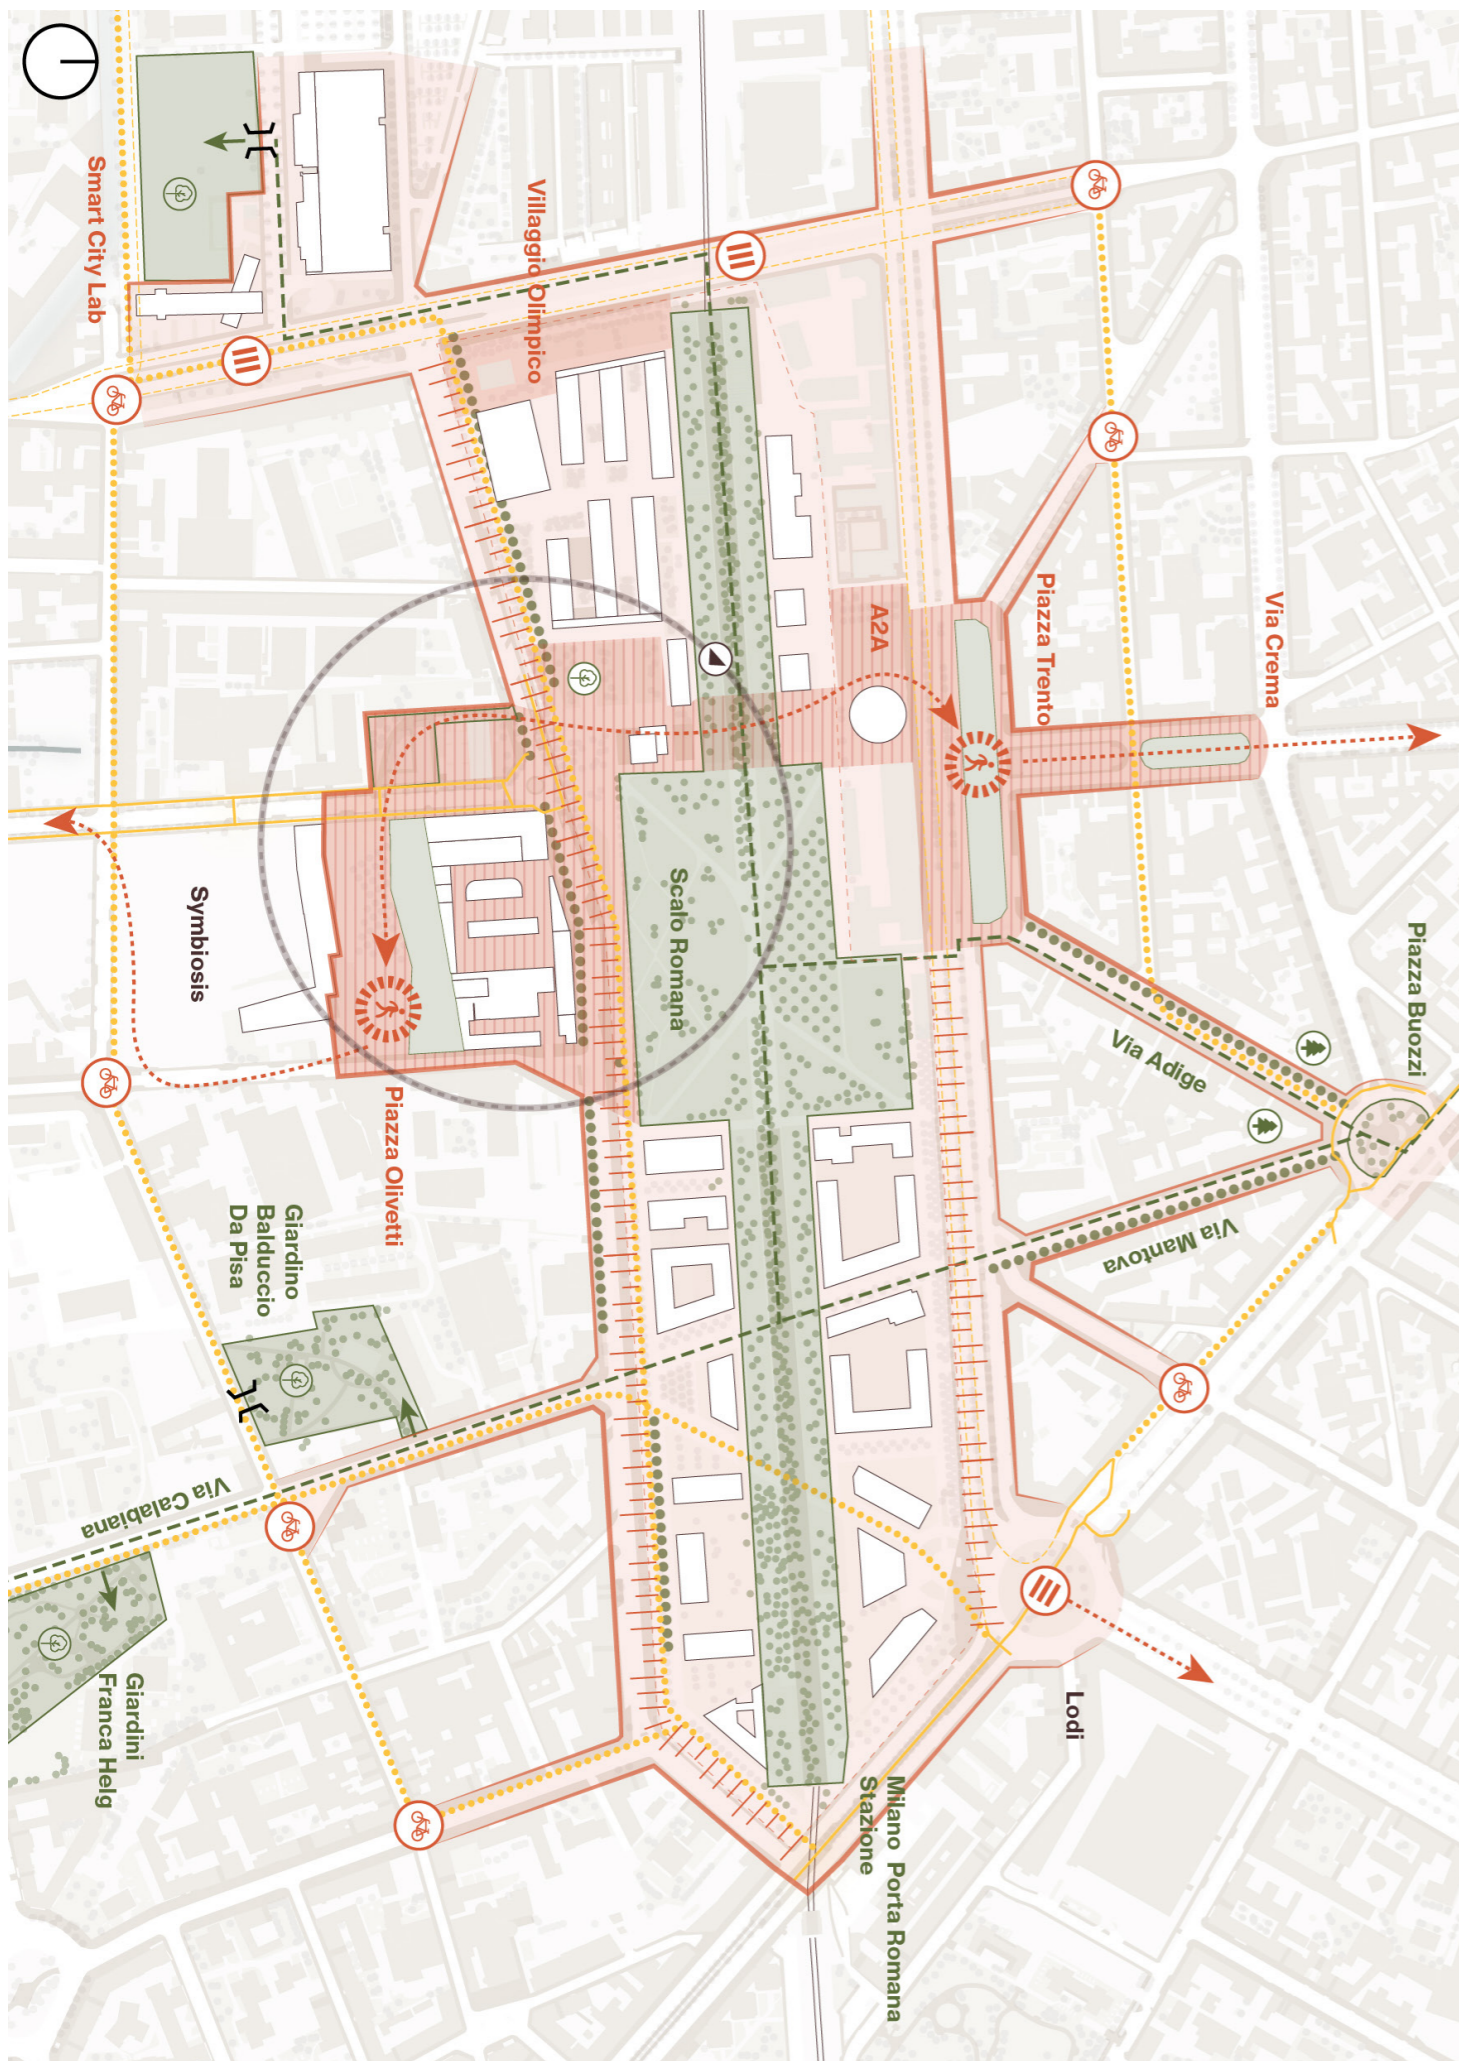 Smart City Lab
Villaggio Olimpico
A2A
Piazza Trento
Via Crema
Piazza Buozzi
Via Adige
Via Mantova
Scalo Romana
Symbiosis
Piazza Olivetti
Giardino
Balduccio
Da Pisa
Via Calabiana
Giardini
Franca Helg
Lodi
Milano Porta Romana
Stazione